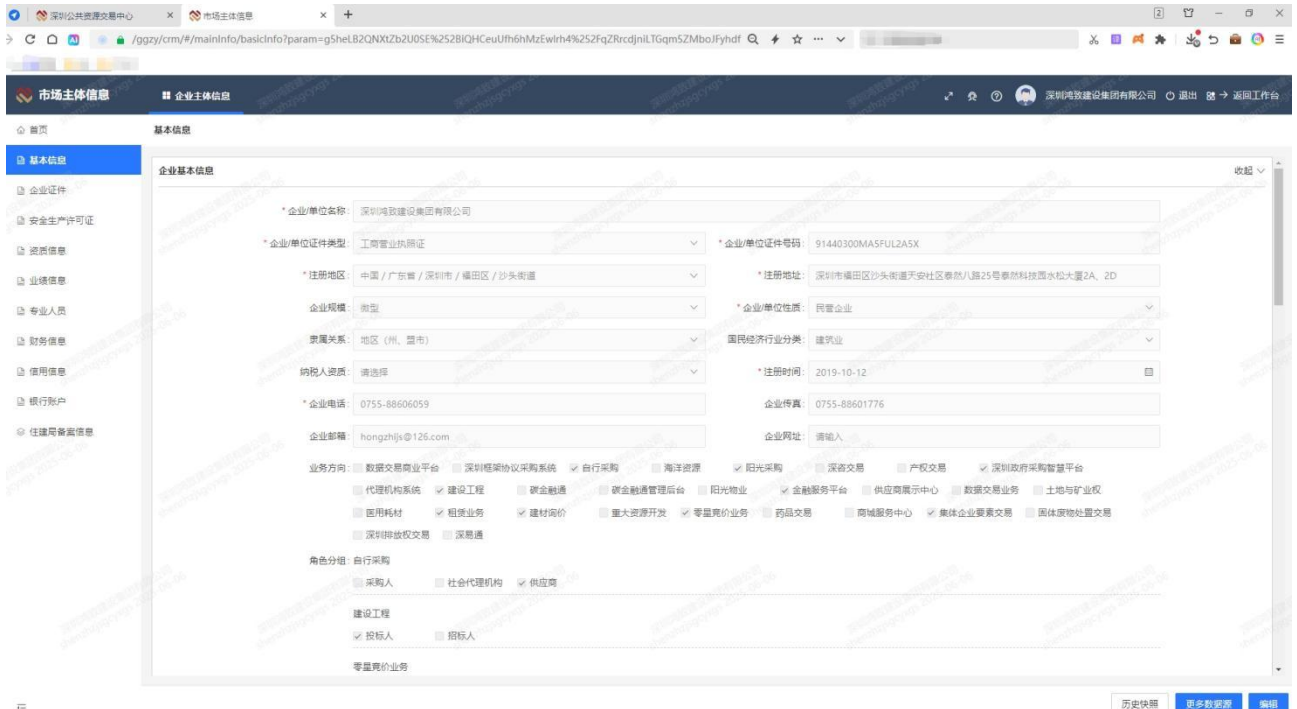 深圳公共资源交易中心 × 市场主体信息 × +
/ggzy/crm/#/mainInfo/basicInfo?param=
市场主体信息 企业主体信息 深圳鸿致建设集团有限公司 退出 返回工作台
首页 基本信息
基本信息
企业基本信息 收起
企业证件
安全生产许可证
资质信息
业绩信息
专业人员
财务信息
信用信息
银行账户
住建局备案信息
* 企业/单位名称: 深圳鸿致建设集团有限公司
* 企业/单位证件类型: 工商营业执照证 * 企业/单位证件号码: 91440300MA5FUL2A5X
* 注册地区: 中国 / 广东省 / 深圳市 / 福田区 / 沙头街道 * 注册地址: 深圳市福田区沙头街道天安社区泰然八路25号泰然科技园水松大厦2A、2D
企业规模: 微型 * 企业/单位性质: 民营企业
隶属关系: 地区（州、盟市） 国民经济行业分类: 建筑业
纳税人资质: 请选择 * 注册时间: 2019-10-12
* 企业电话: 0755-88606059 企业传真: 0755-88601776
企业邮箱: hongzhijs@126.com 企业网址: 请输入
业务方向: 数据交易商业平台 深圳框架协议采购系统 自行采购 海洋资源 阳光采购 深咨交易 产权交易 深圳政府采购智慧平台
代理机构系统 建设工程 碳金融通 碳金融通管理后台 阳光物业 金融服务平台 供应商展示中心 数据交易业务 土地与矿业权
医用耗材 租赁业务 建材询价 重大资源开发 零星竞价业务 药品交易 商城服务中心 集体企业要素交易 固体废物处置交易
深圳排放权交易 深易通
角色分组: 自行采购
采购人 社会代理机构 供应商
建设工程
投标人 招标人
零星竞价业务
历史快照 更多数据源 编辑